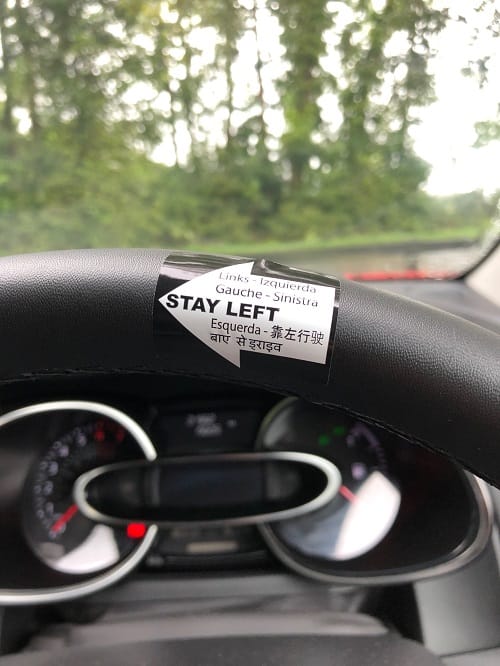 Links - Izquierda
Gauche - Sinistra
STAY LEFT
Esquerda - 靠左行驶
बाएं से ड्राइव